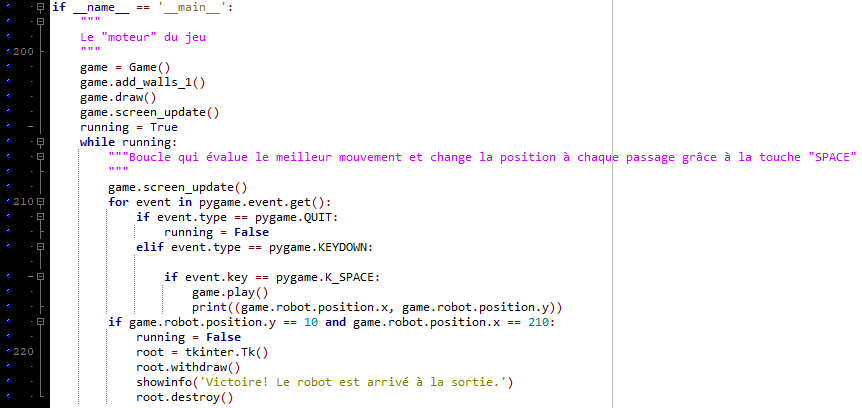 if __name__ == '__main__':
    """
    Le "moteur" du jeu
200     """
    game = Game()
    game.add_walls_1()
    game.draw()
    game.screen_update()
    running = True
    while running:
        """Boucle qui évalue le meilleur mouvement et change la position à chaque passage grâce à la touche "SPACE"
        """
        game.screen_update()
210         for event in pygame.event.get():
            if event.type == pygame.QUIT:
                running = False
            elif event.type == pygame.KEYDOWN:
                if event.key == pygame.K_SPACE:
                    game.play()
                    print((game.robot.position.x, game.robot.position.y))
        if game.robot.position.y == 10 and game.robot.position.x == 210:
            running = False
220             root = tkinter.Tk()
            root.withdraw()
            showinfo('Victoire! Le robot est arrivé à la sortie.')
            root.destroy()